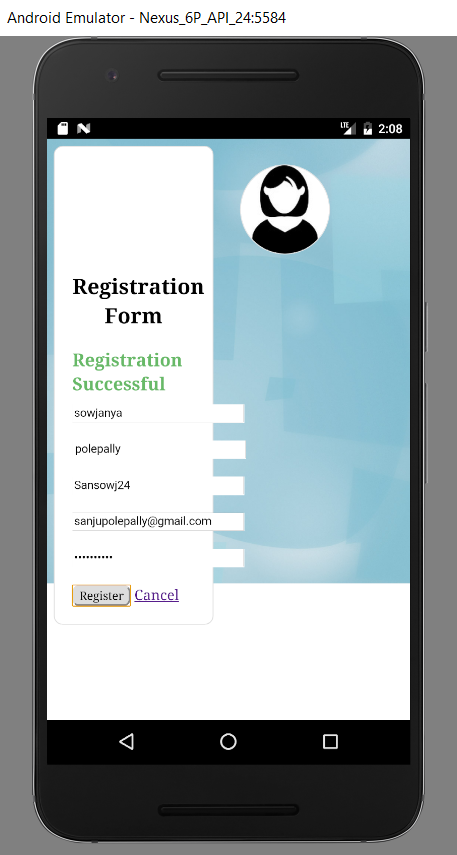 Android Emulator - Nexus_6P_API_24:5584
LTE 2:08
Registration
Form
Registration
Successful
sowjanya
polepally
Sansowj24
sanjupolepally@gmail.com
••••••••••
Register Cancel